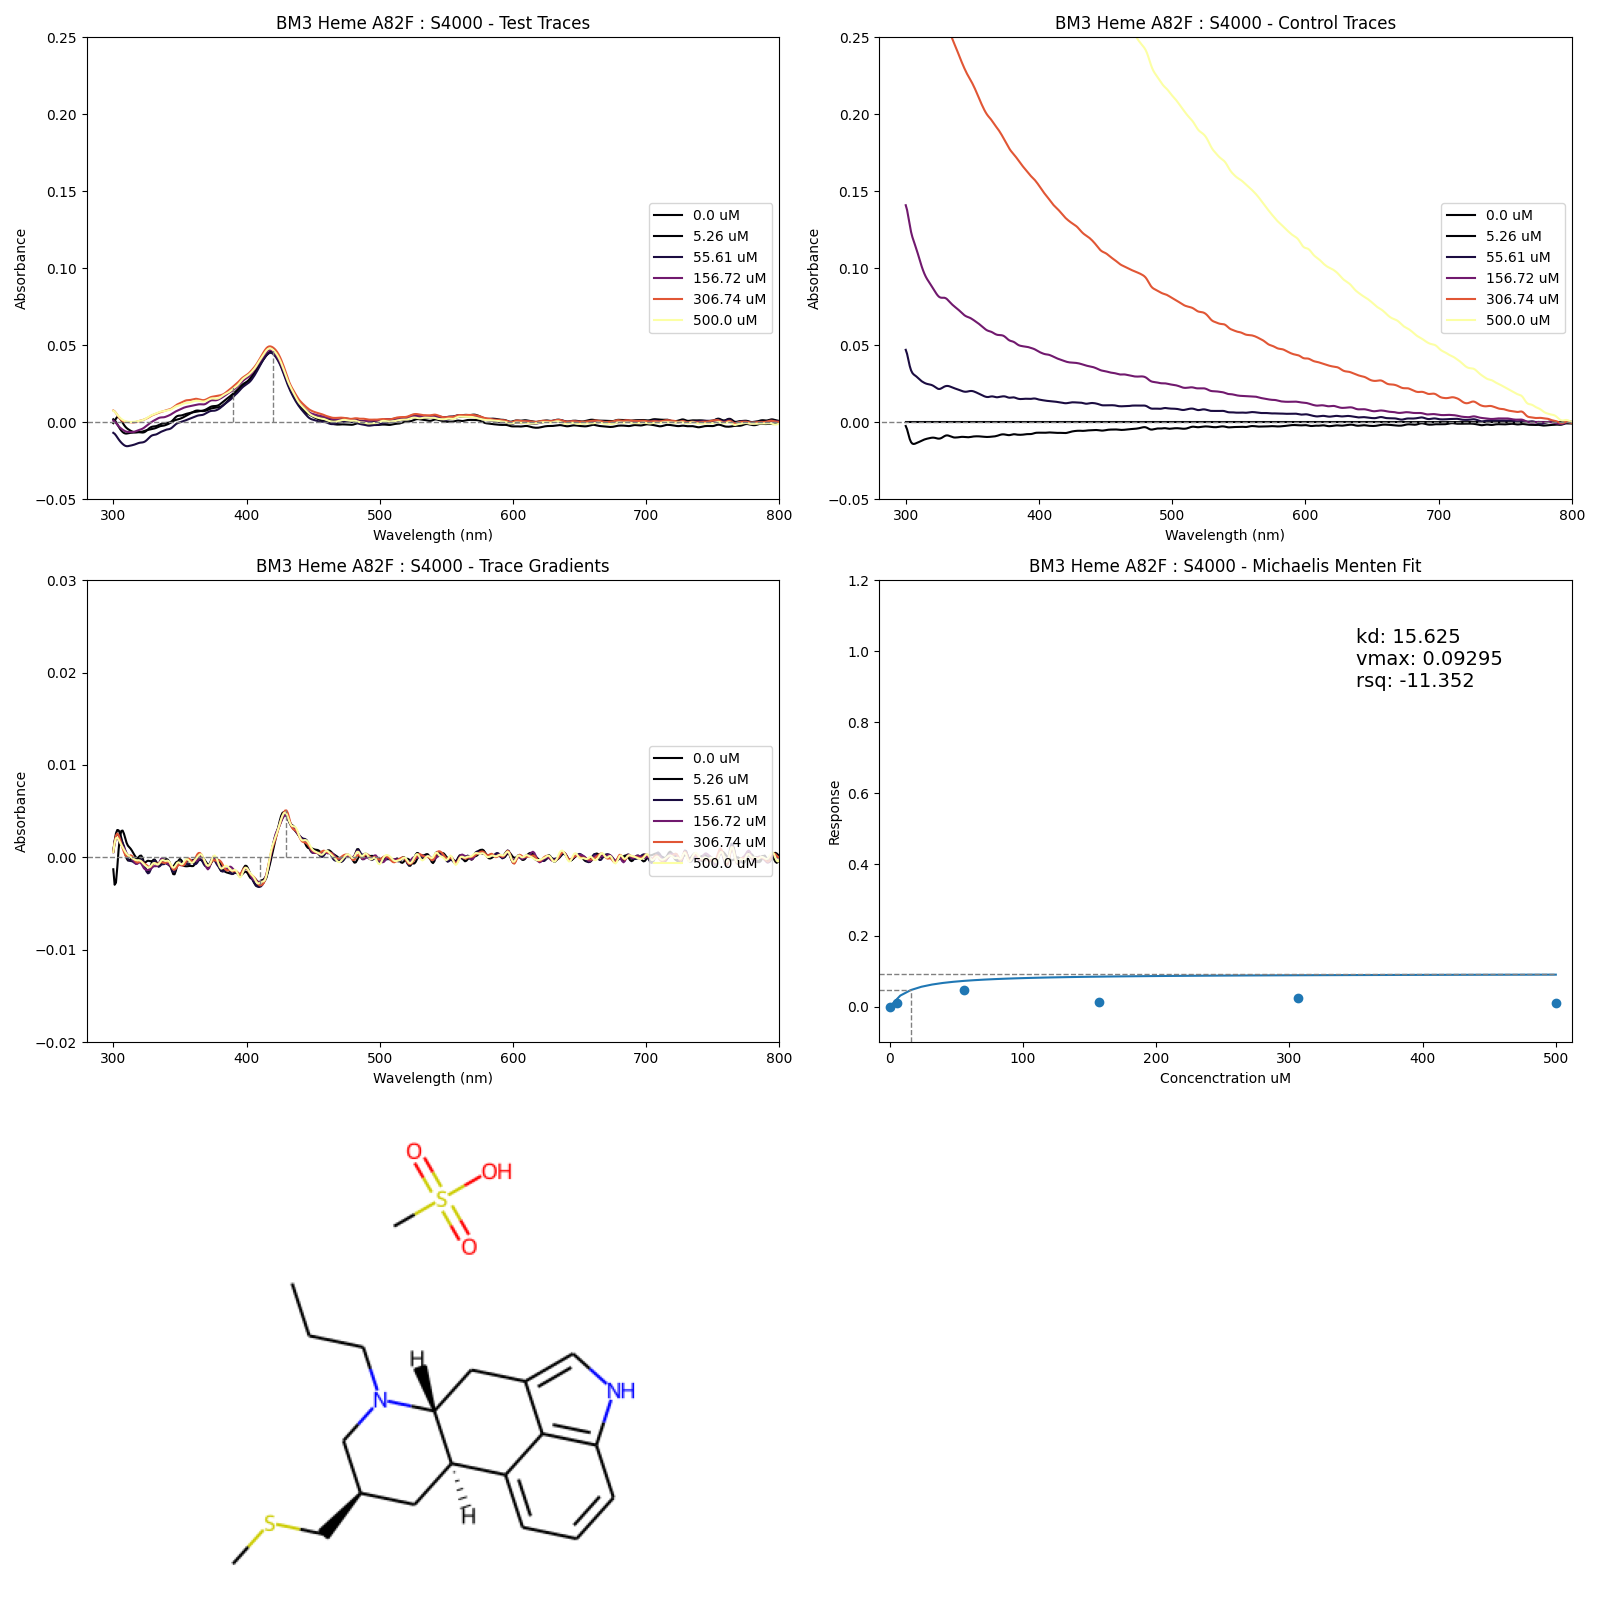 BM3 Heme A82F : S4000 - Test Traces
0.25
0.20
0.15
0.10
0.05
0.00
−0.05
Absorbance
300
400
500
600
700
800
Wavelength (nm)
0.0 uM
5.26 uM
55.61 uM
156.72 uM
306.74 uM
500.0 uM
BM3 Heme A82F : S4000 - Control Traces
0.25
0.20
0.15
0.10
0.05
0.00
−0.05
Absorbance
300
400
500
600
700
800
Wavelength (nm)
0.0 uM
5.26 uM
55.61 uM
156.72 uM
306.74 uM
500.0 uM
BM3 Heme A82F : S4000 - Trace Gradients
0.03
0.02
0.01
0.00
−0.01
−0.02
Absorbance
300
400
500
600
700
800
Wavelength (nm)
0.0 uM
5.26 uM
55.61 uM
156.72 uM
306.74 uM
500.0 uM
BM3 Heme A82F : S4000 - Michaelis Menten Fit
1.2
1.0
0.8
0.6
0.4
0.2
0.0
Response
0
100
200
300
400
500
Concenctration uM
kd: 15.625
vmax: 0.09295
rsq: -11.352
O
OH
S
O
H
N
NH
H
S